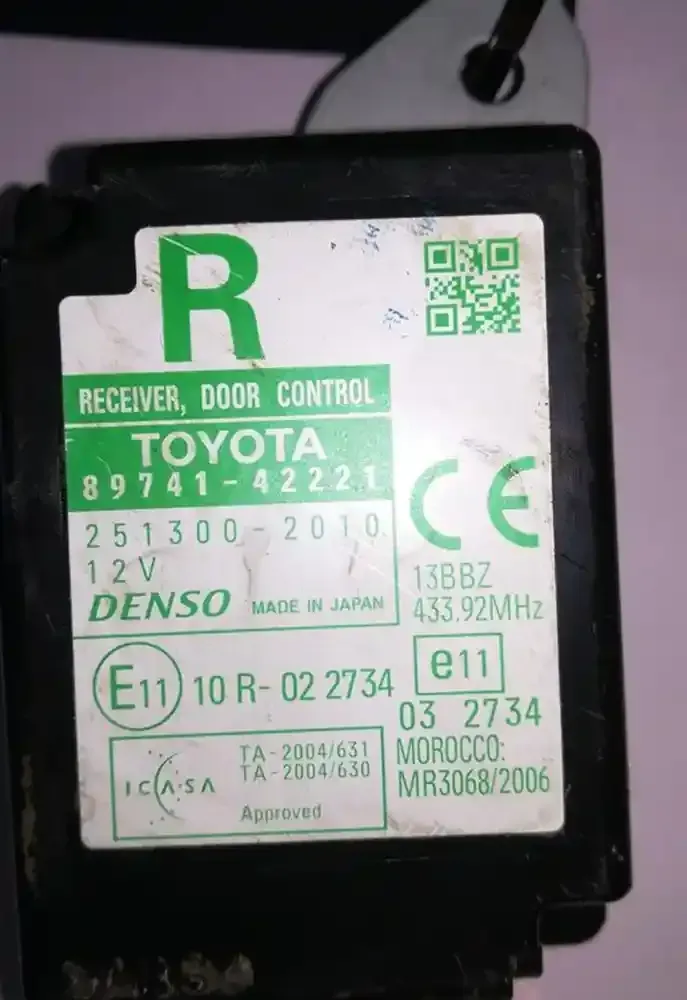 R
RECEIVER, DOOR CONTROL
TOYOTA
89741-42221
251300-2010
12V
DENSO MADE IN JAPAN
CE
13BBZ
433.92MHz
E11 10 R-02 2734
e11
03 2734
ICASA
TA-2004/631
TA-2004/630
Approved
MOROCCO:
MR3068/2006